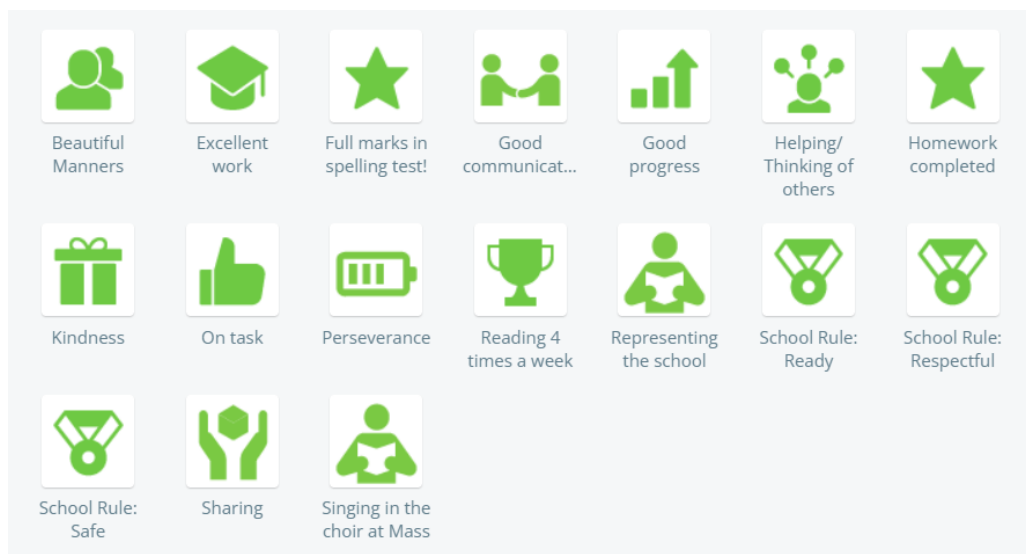 Beautiful
Manners
Excellent
work
Full marks in
spelling test!
Good
communicat...
Good
progress
Helping/
Thinking of
others
Homework
completed
Kindness
On task
Perseverance
Reading 4
times a week
Representing
the school
School Rule:
Ready
School Rule:
Respectful
School Rule:
Safe
Sharing
Singing in the
choir at Mass